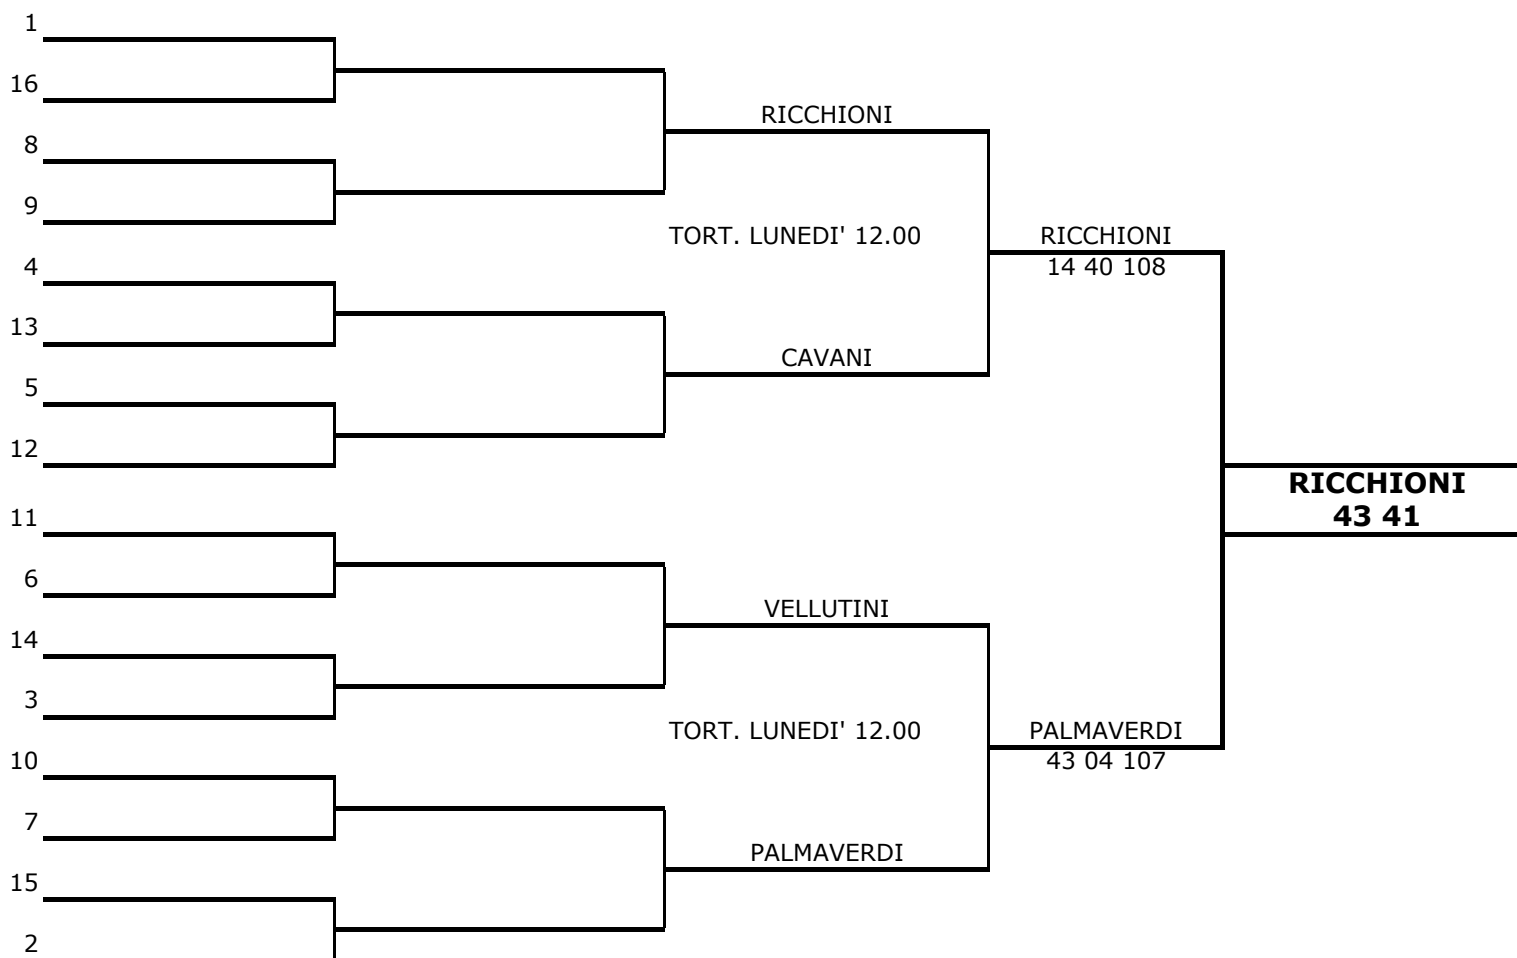 1
16
RICCHIONI
8
9
TORT. LUNEDI' 12.00
RICCHIONI
14 40 108
4
13
CAVANI
5
12
RICCHIONI
43 41
11
6
VELLUTINI
14
3
TORT. LUNEDI' 12.00
PALMAVERDI
43 04 107
10
7
PALMAVERDI
15
2